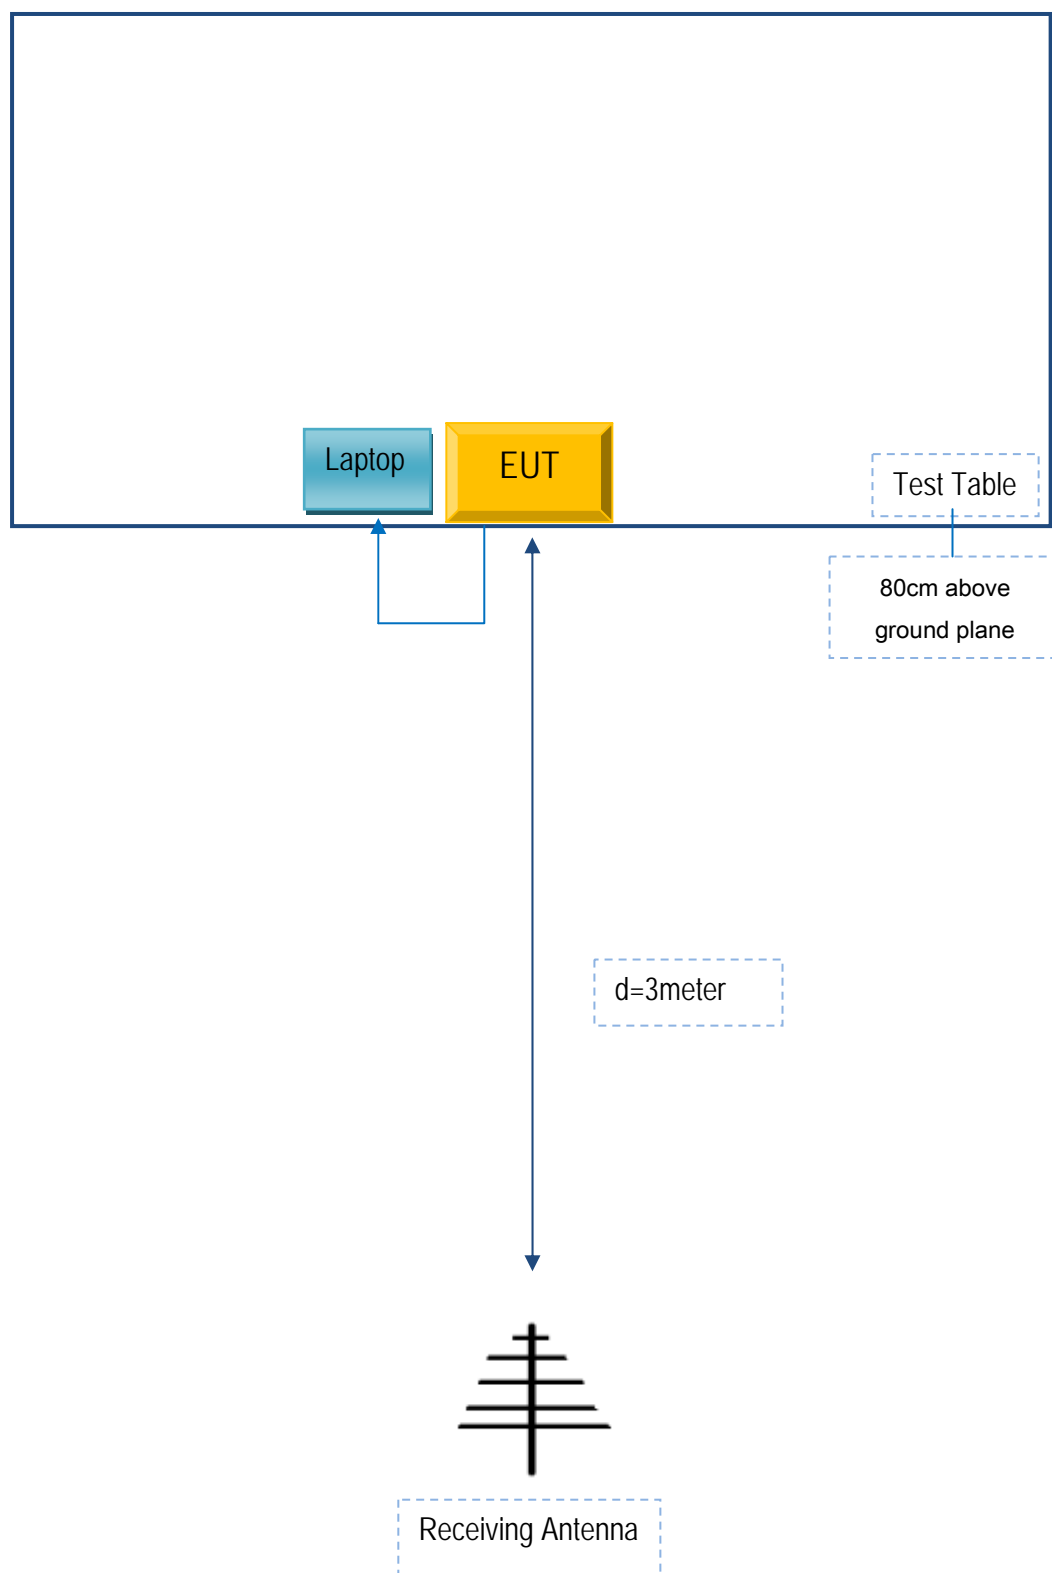 Laptop
EUT
Test Table
80cm above
ground plane
d=3meter
Receiving Antenna